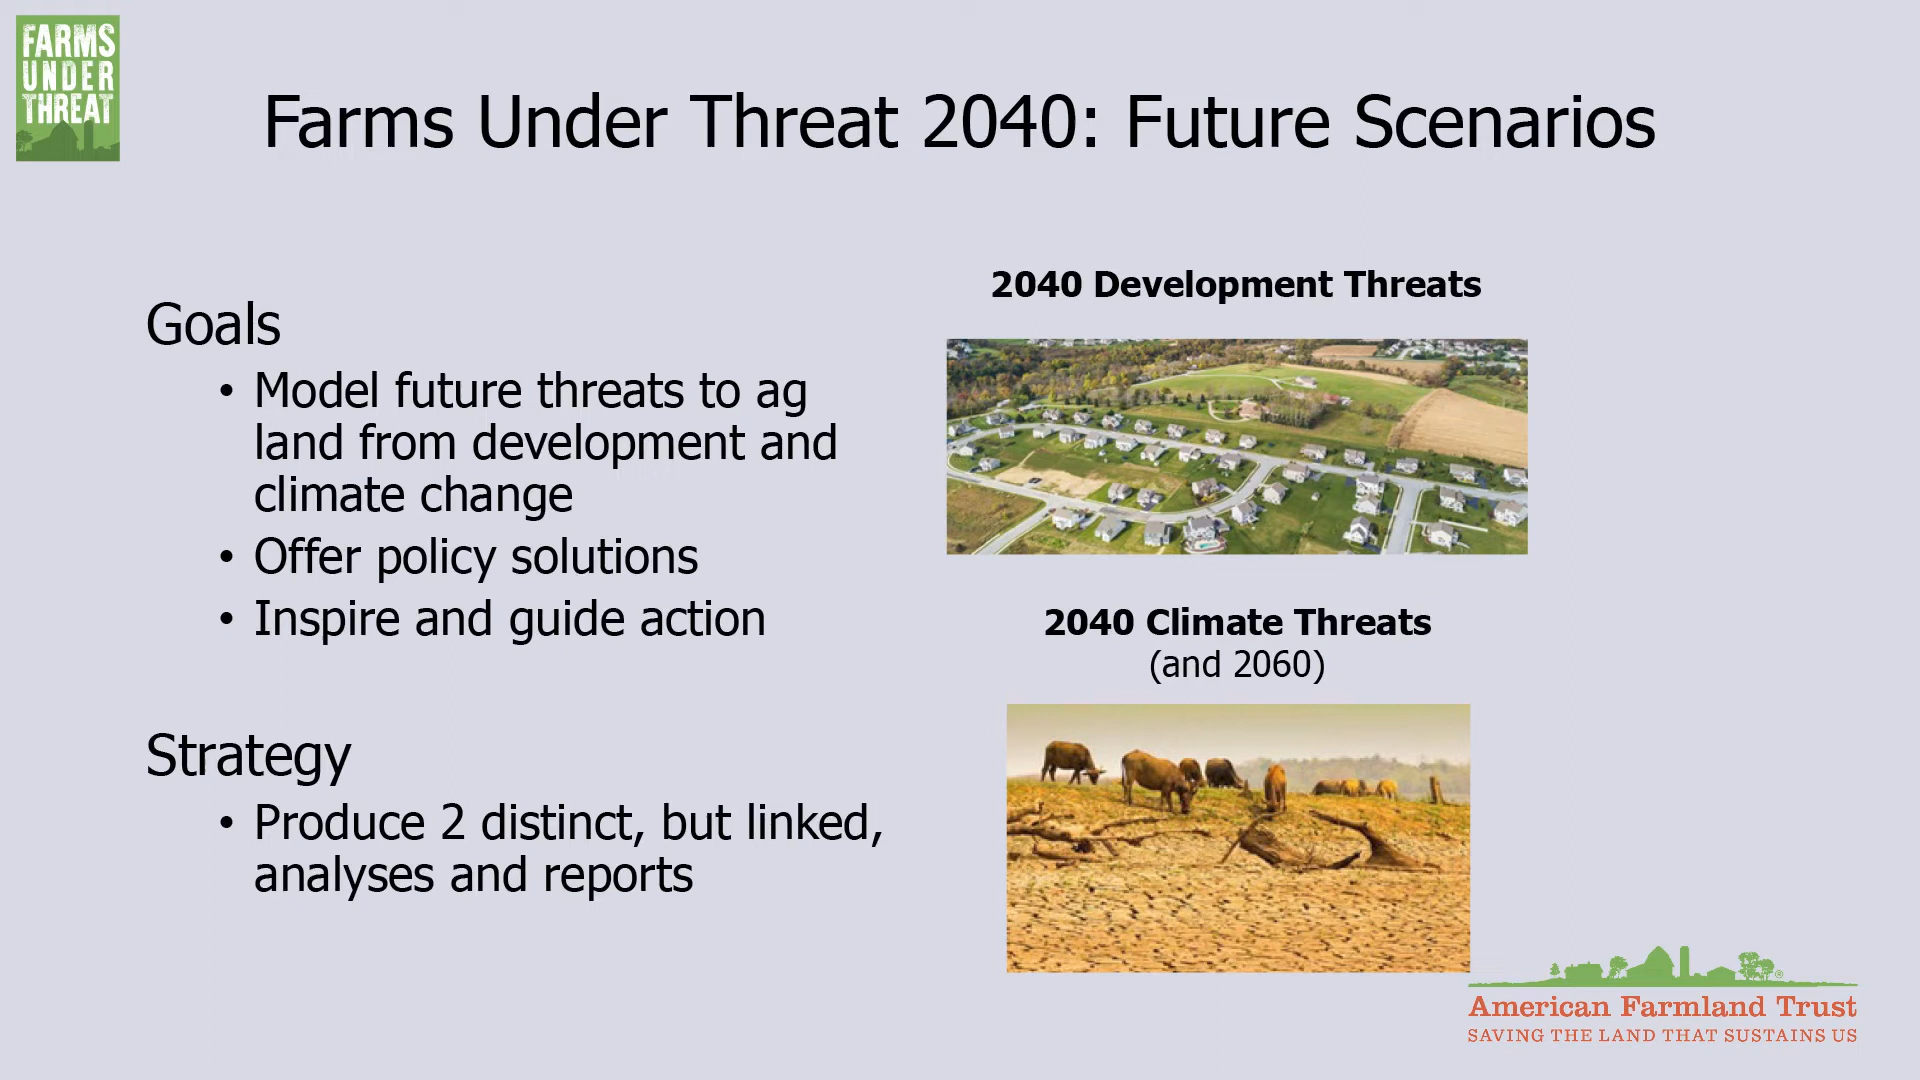 FARMS
UNDER
THREAT
Farms Under Threat 2040: Future Scenarios
Goals
• Model future threats to ag
land from development and
climate change
• Offer policy solutions
• Inspire and guide action
Strategy
• Produce 2 distinct, but linked,
analyses and reports
2040 Development Threats
2040 Climate Threats
(and 2060)
®
American Farmland Trust
SAVING THE LAND THAT SUSTAINS US